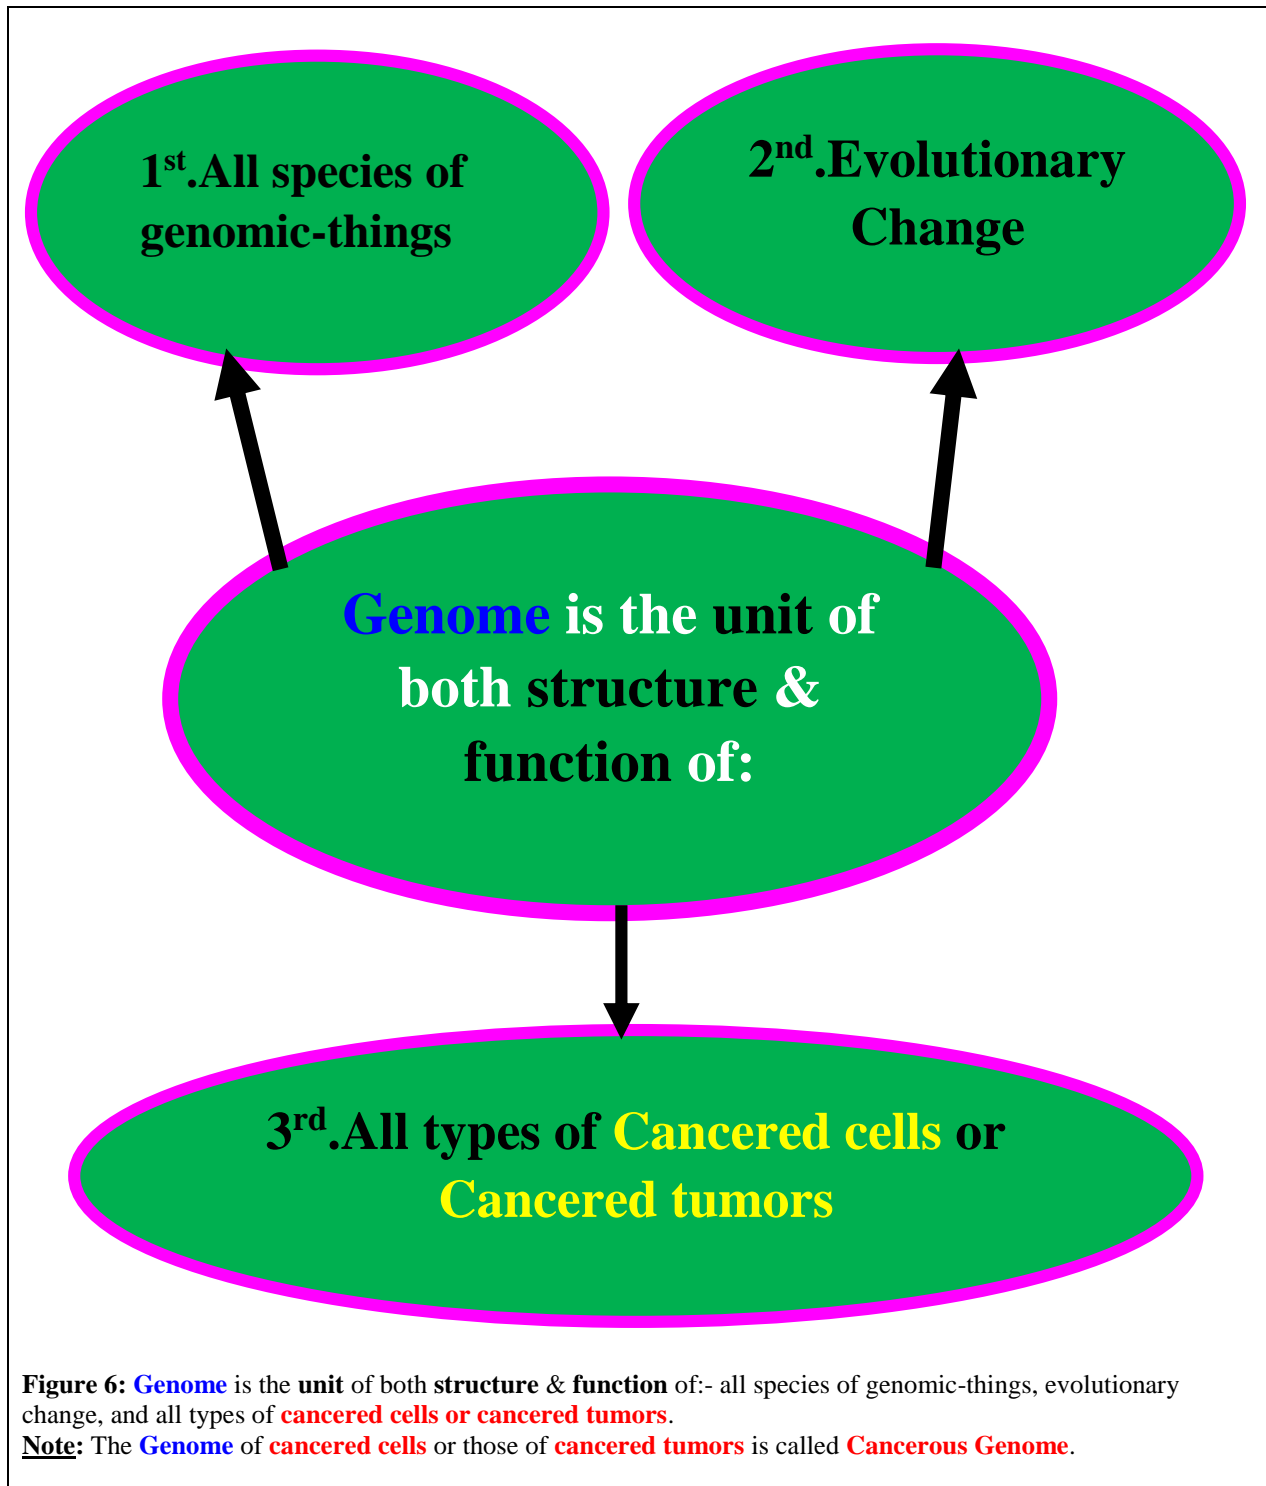 1st.All species of
genomic-things
2nd.Evolutionary
Change
Genome is the unit of
both structure &
function of:
3rd.All types of Cancered cells or
Cancered tumors
Figure 6: Genome is the unit of both structure & function of:- all species of genomic-things, evolutionary
change, and all types of cancered cells or cancered tumors.
Note: The Genome of cancered cells or those of cancered tumors is called Cancerous Genome.